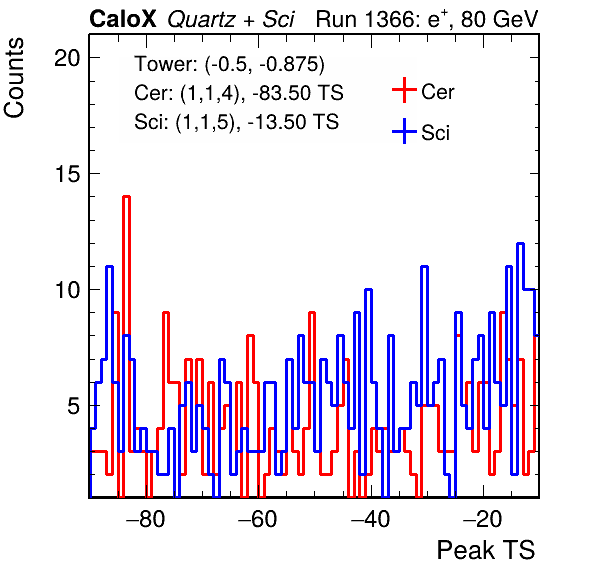 CaloX Quartz + Sci Run 1366: e⁺, 80 GeV
Counts
Tower: (-0.5, -0.875)
Cer: (1,1,4), -83.50 TS
Sci: (1,1,5), -13.50 TS
Cer
Sci
20
15
10
5
−80 −60 −40 −20
Peak TS